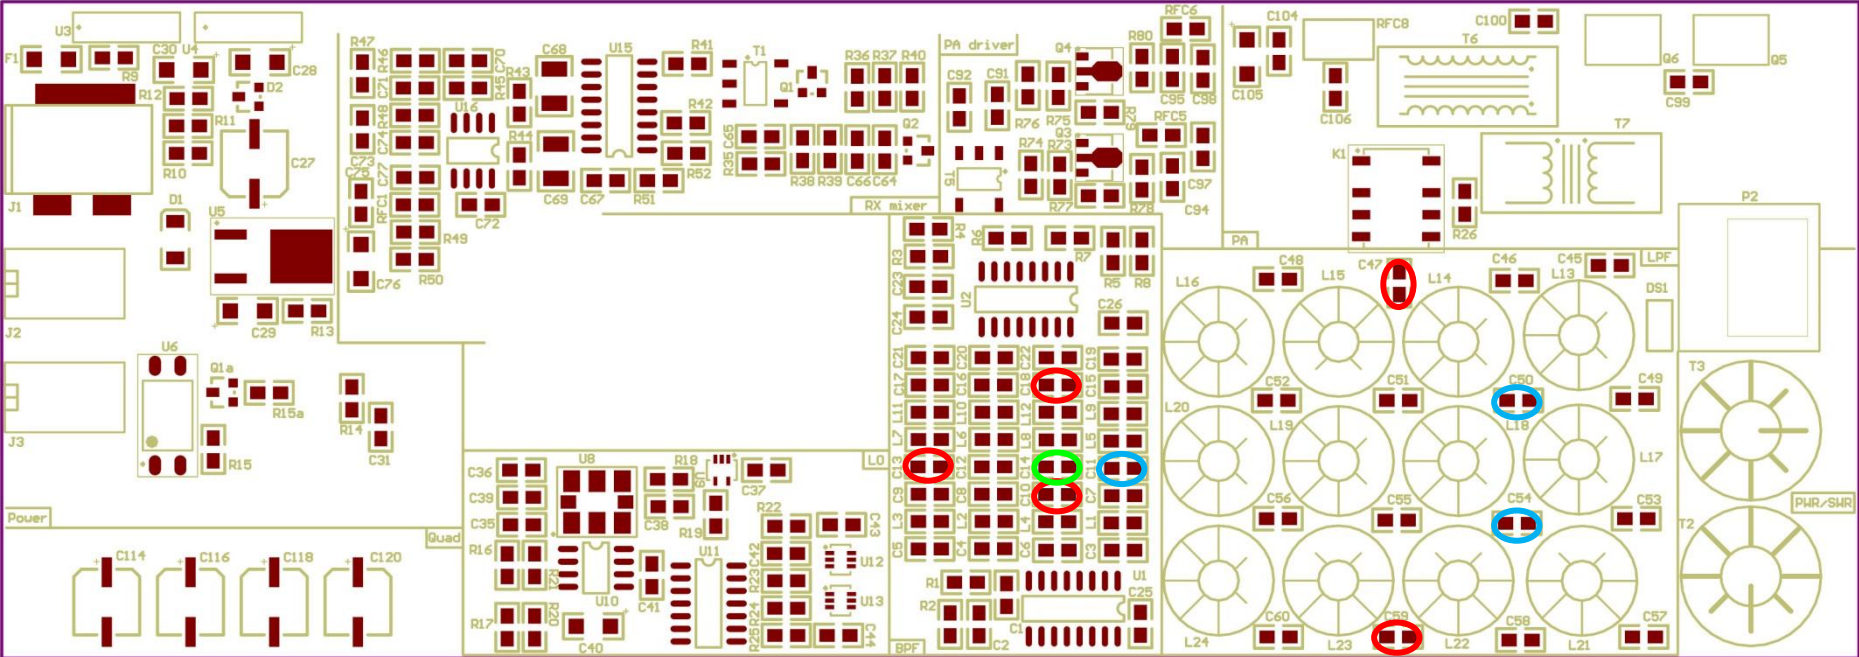 U3
F1
R9
C30
U4
C28
R12
D2
R11
R10
C27
J1
D1
U5
J2
C29
R13
J3
U6
Q1a
R15a
R15
R14
C31
Power
Quad
C114
C116
C118
C120
R47
R46
C71
R48
C74
C73
C75
C77
RFC1
R49
R50
C76
C70
R45
U16
C72
R43
R44
C68
C69
U15
C67
R51
R41
R42
R52
T1
Q1
C65
R35
R38
R39
C66
C64
R36
R37
R40
Q2
RX mixer
PA driver
C92
C91
R76
R75
Q4
R79
Q3
R74
R73
T5
R77
R78
RFC6
R80
C95
C98
RFC5
C97
C94
C104
C105
RFC8
C106
C100
T6
Q6
Q5
C99
T7
K1
R26
P2
PA
LPF
R4
R3
C23
C24
R6
R7
U2
R5
R8
C26
C21
C20
C22
C19
C17
C16
C18
C15
L11
L10
L12
L9
L7
L6
L8
L5
C13
C12
C14
C11
C9
C8
C10
C7
L3
L2
L4
L1
C5
C4
C6
C3
R1
R2
C1
C2
U1
C25
BPF
LO
C36
C39
C35
U8
R18
U9
C37
C38
R19
R16
R21
R17
R20
U10
C40
C41
U11
R22
C42
R23
R24
R25
C43
U12
U13
C44
L16
C48
L15
C47
L14
C46
C45
L13
DS1
C52
C51
C50
C49
L20
L19
L18
L17
C56
C55
C54
C53
L24
C60
L23
C59
L22
C58
L21
C57
T3
T2
PWR/SWR